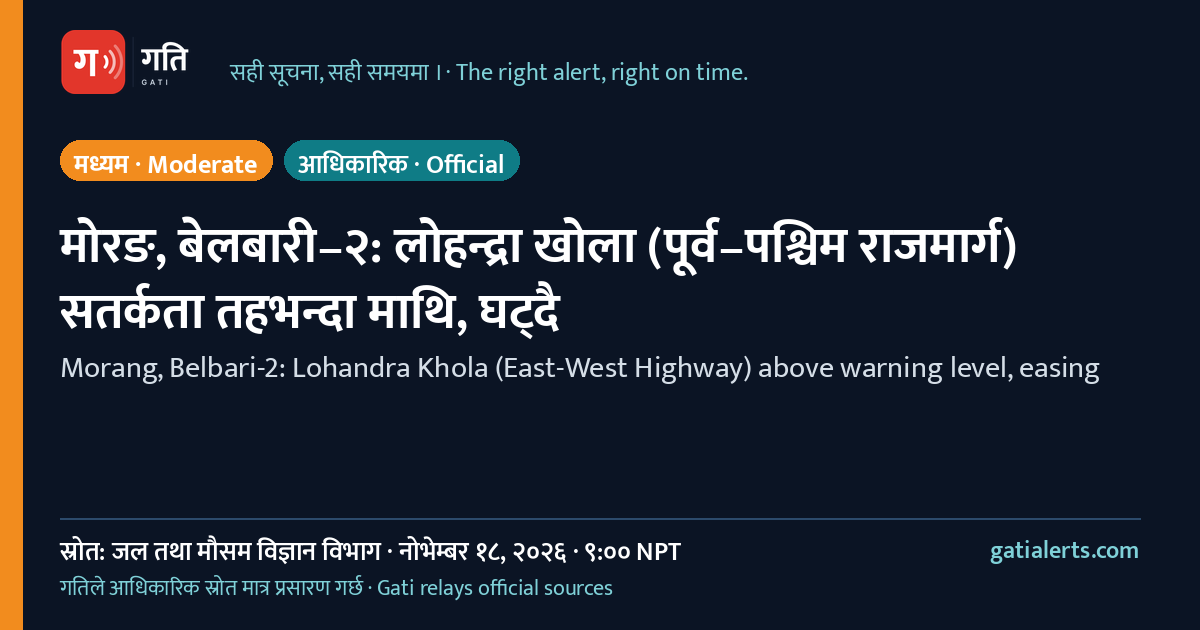 ग गति
GATI
सही सूचना, सही समयमा । · The right alert, right on time.
मध्यम · Moderate
आधिकारिक · Official
मोरङ, बेलबारी–२: लोहन्द्रा खोला (पूर्व–पश्चिम राजमार्ग)
सतर्कता तहभन्दा माथि, घट्दै
Morang, Belbari-2: Lohandra Khola (East-West Highway) above warning level, easing
स्रोत: जल तथा मौसम विज्ञान विभाग · नोभेम्बर १८, २०२६ · ९:०० NPT
gatialerts.com
गतिले आधिकारिक स्रोत मात्र प्रसारण गर्छ · Gati relays official sources